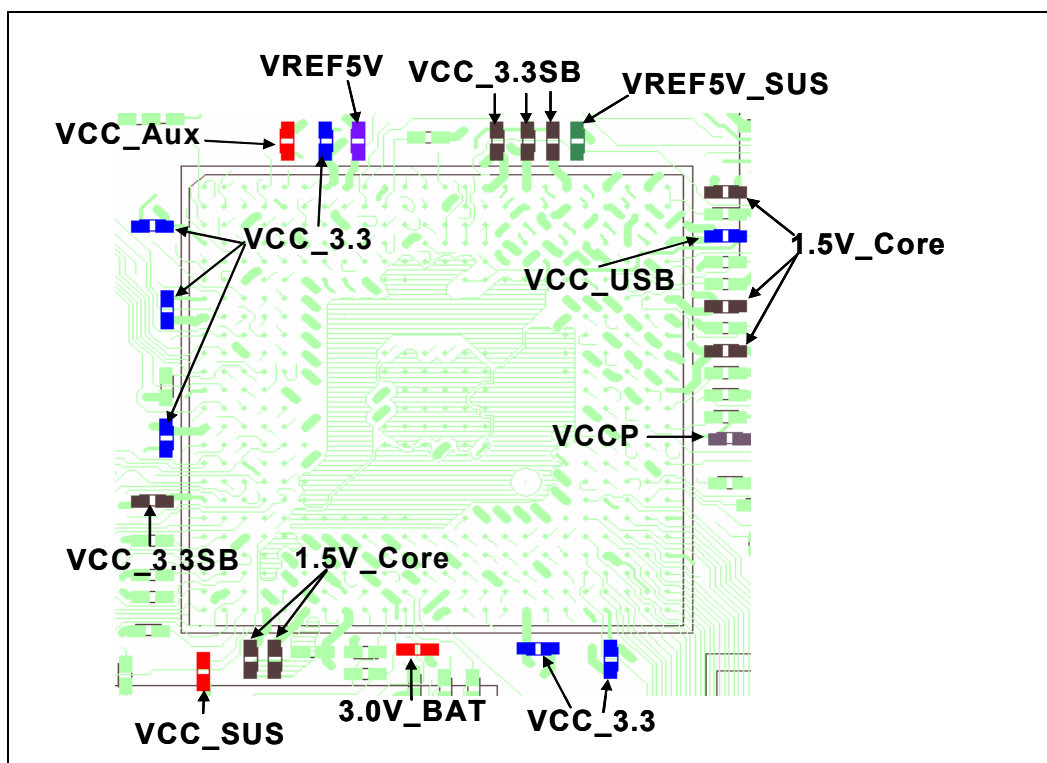 VREF5V
VCC_3.3SB
VREF5V_SUS
VCC_Aux
VCC_3.3
1.5V_Core
VCC_USB
VCCP
VCC_3.3SB
1.5V_Core
3.0V_BAT
VCC_3.3
VCC_SUS